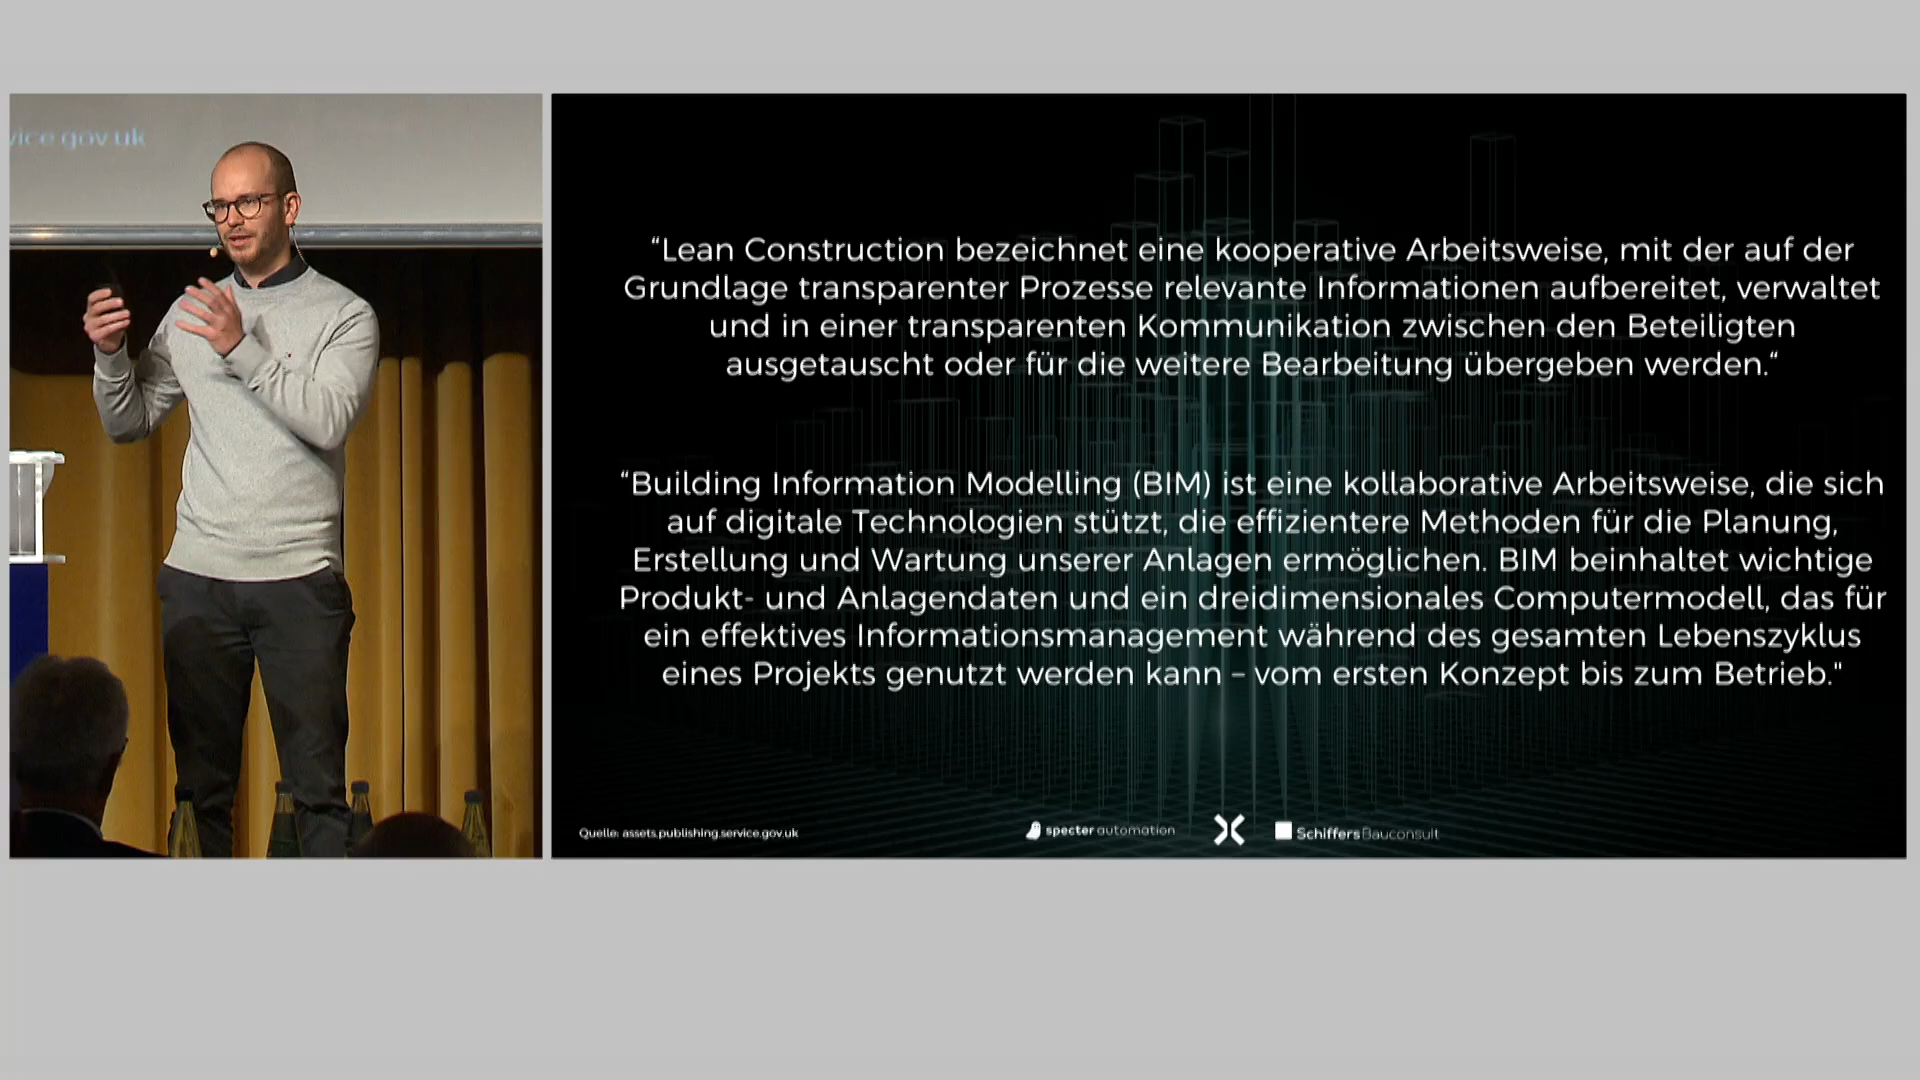 vice.gov.uk
“Lean Construction bezeichnet eine kooperative Arbeitsweise, mit der auf der
Grundlage transparenter Prozesse relevante Informationen aufbereitet, verwaltet
und in einer transparenten Kommunikation zwischen den Beteiligten
ausgetauscht oder für die weitere Bearbeitung übergeben werden.“
“Building Information Modelling (BIM) ist eine kollaborative Arbeitsweise, die sich
auf digitale Technologien stützt, die effizientere Methoden für die Planung,
Erstellung und Wartung unserer Anlagen ermöglichen. BIM beinhaltet wichtige
Produkt- und Anlagendaten und ein dreidimensionales Computermodell, das für
ein effektives Informationsmanagement während des gesamten Lebenszyklus
eines Projekts genutzt werden kann – vom ersten Konzept bis zum Betrieb."
Quelle: assets.publishing.service.gov.uk
specter automation
SchiffersBauconsult